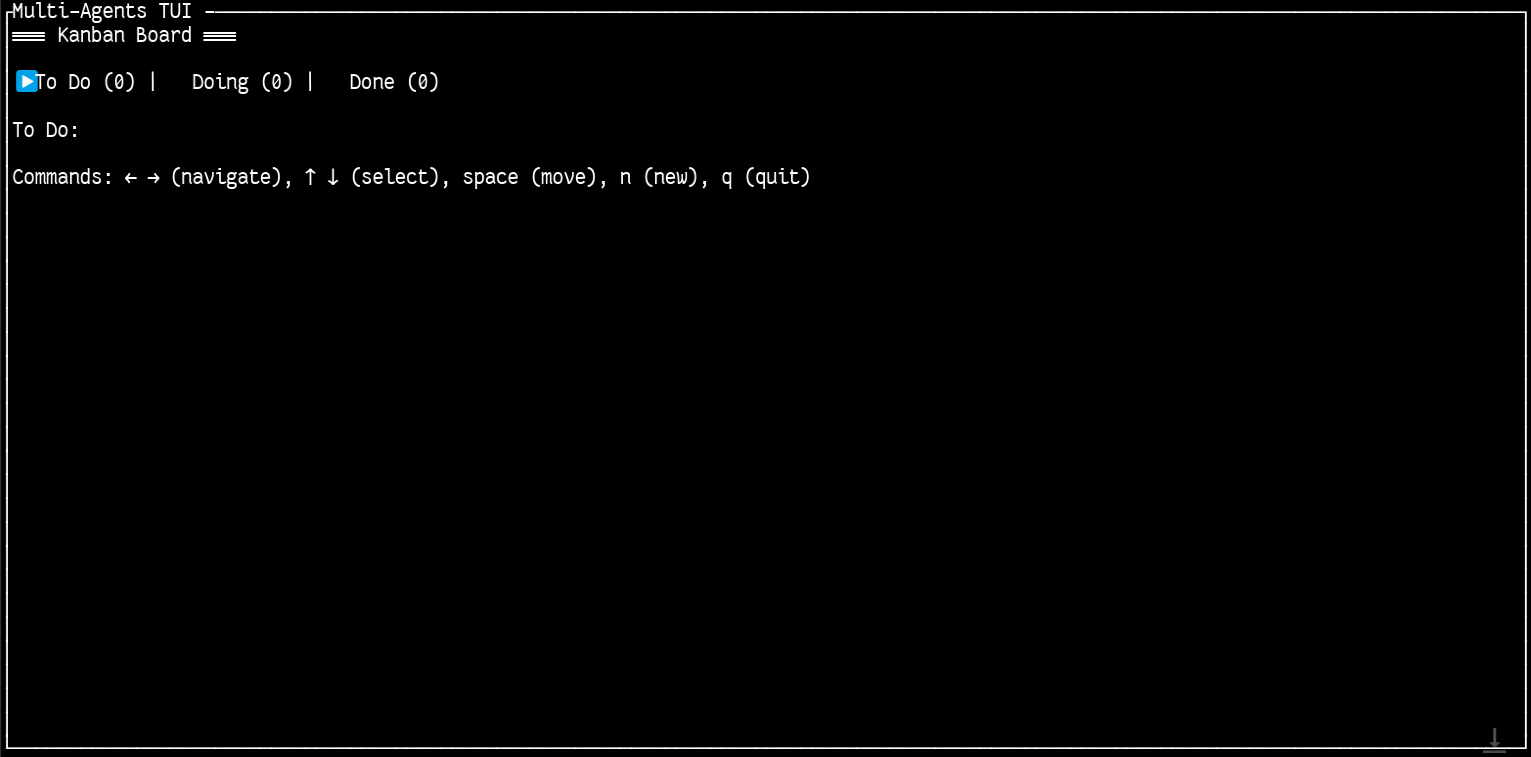 Multi-Agents TUI
═══ Kanban Board ═══
▶️To Do (0) |   Doing (0) |   Done (0)
To Do:
Commands: ← → (navigate), ↑ ↓ (select), space (move), n (new), q (quit)